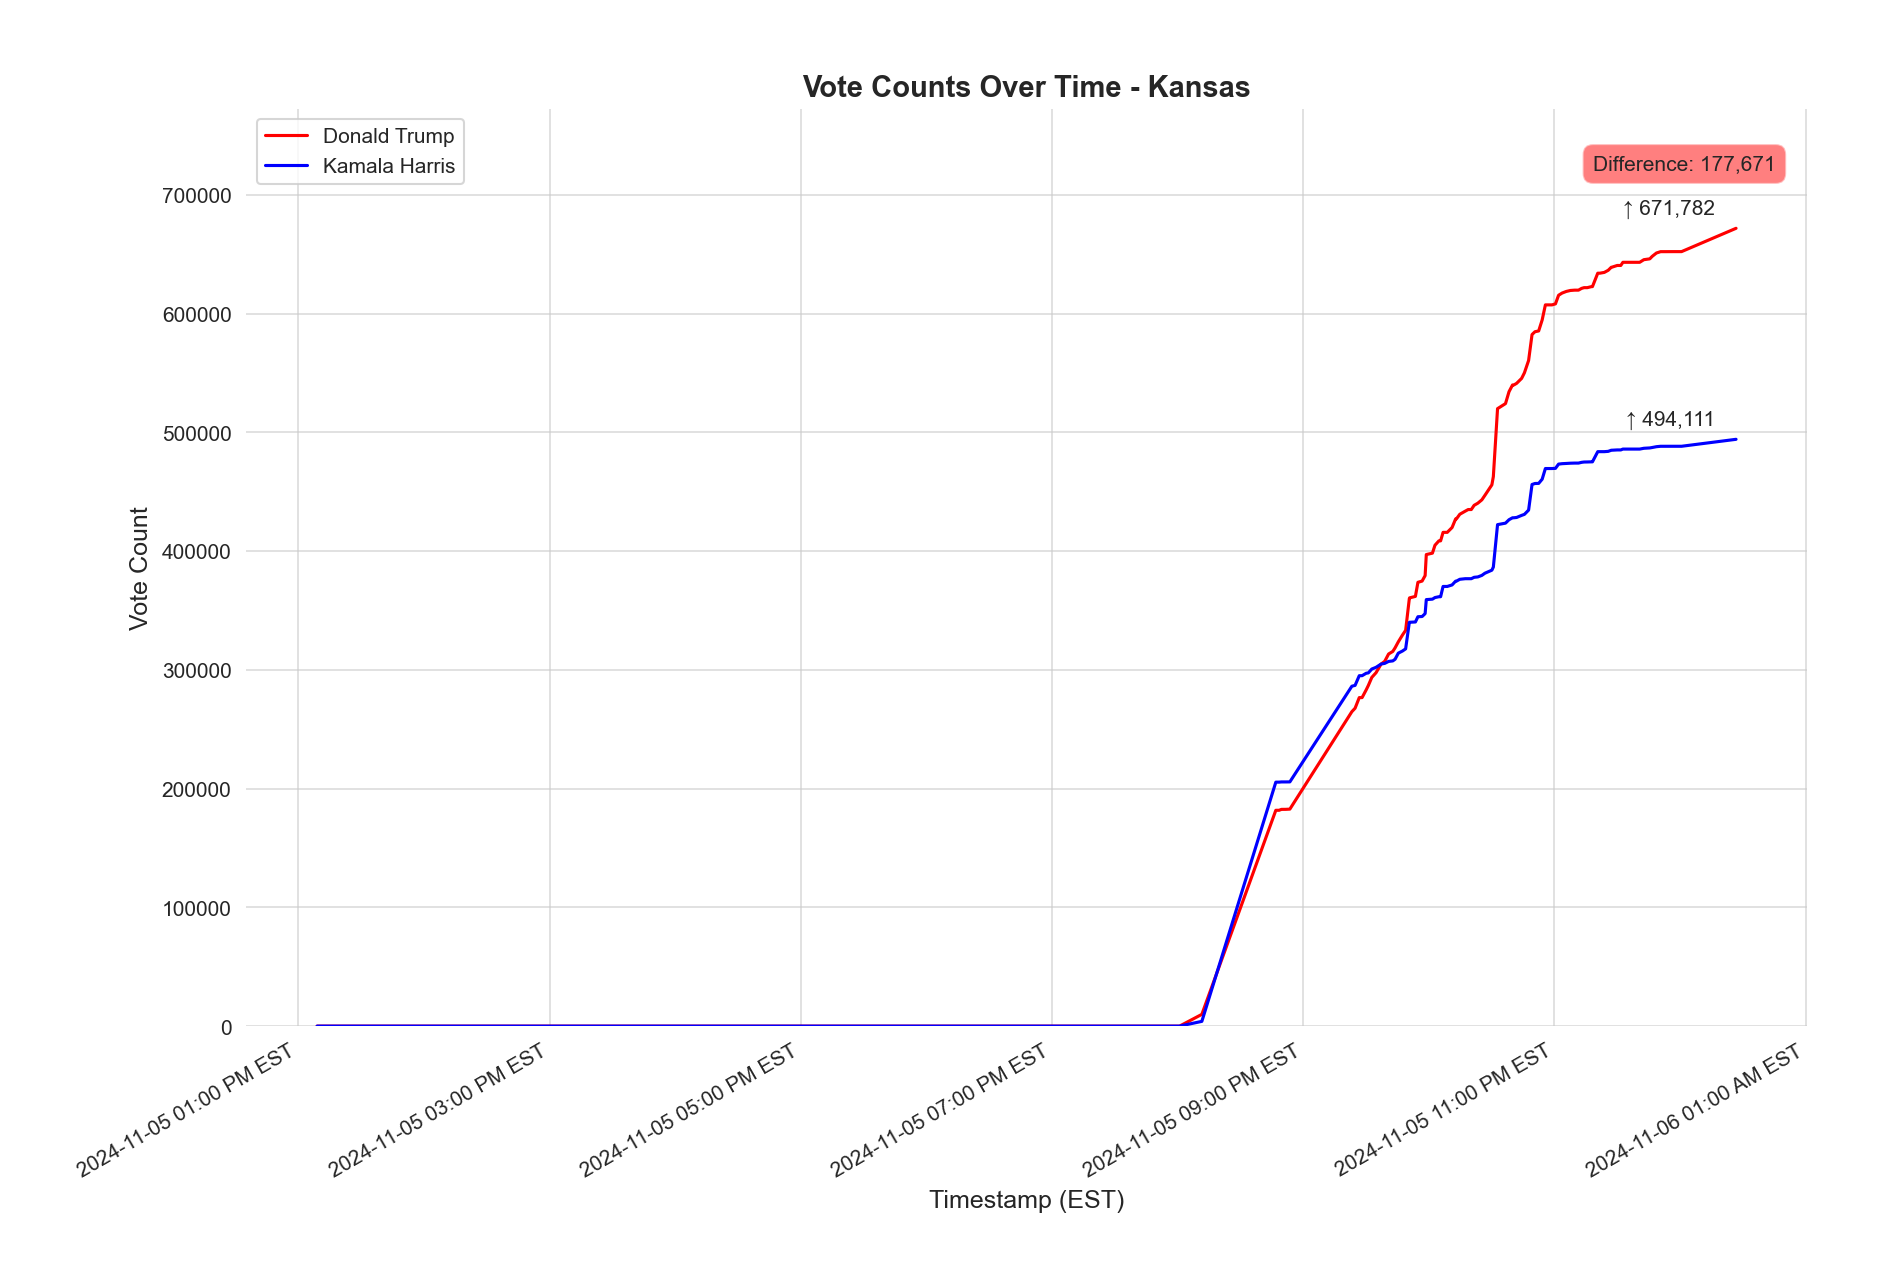 Vote Counts Over Time - Kansas
Donald Trump
Kamala Harris
Difference: 177,671
↑ 671,782
↑ 494,111
Vote Count
700000
600000
500000
400000
300000
200000
100000
0
2024-11-05 01:00 PM EST
2024-11-05 03:00 PM EST
2024-11-05 05:00 PM EST
2024-11-05 07:00 PM EST
2024-11-05 09:00 PM EST
2024-11-05 11:00 PM EST
2024-11-06 01:00 AM EST
Timestamp (EST)